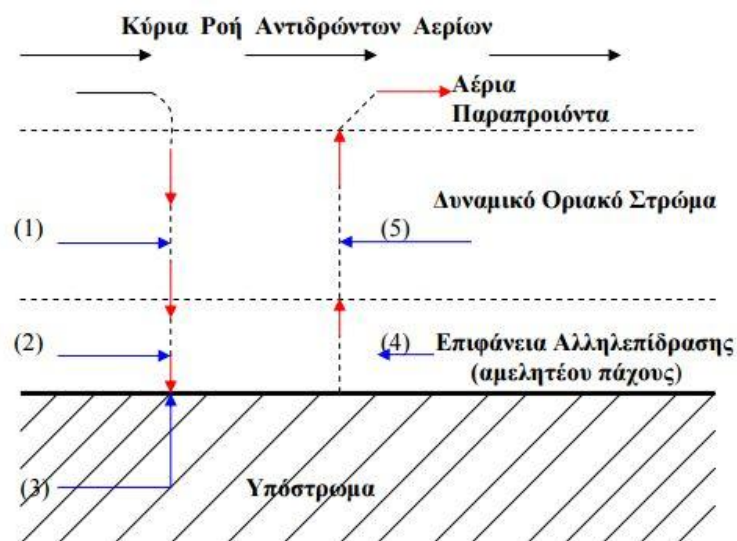 Κύρια Ροή Αντιδρώντων Αερίων
Αέρια
Παραπροιόντα
Δυναμικό Οριακό Στρώμα
(1)
(5)
(2)
(4)
Επιφάνεια Αλληλεπίδρασης
(αμελητέου πάχους)
(3)
Υπόστρωμα